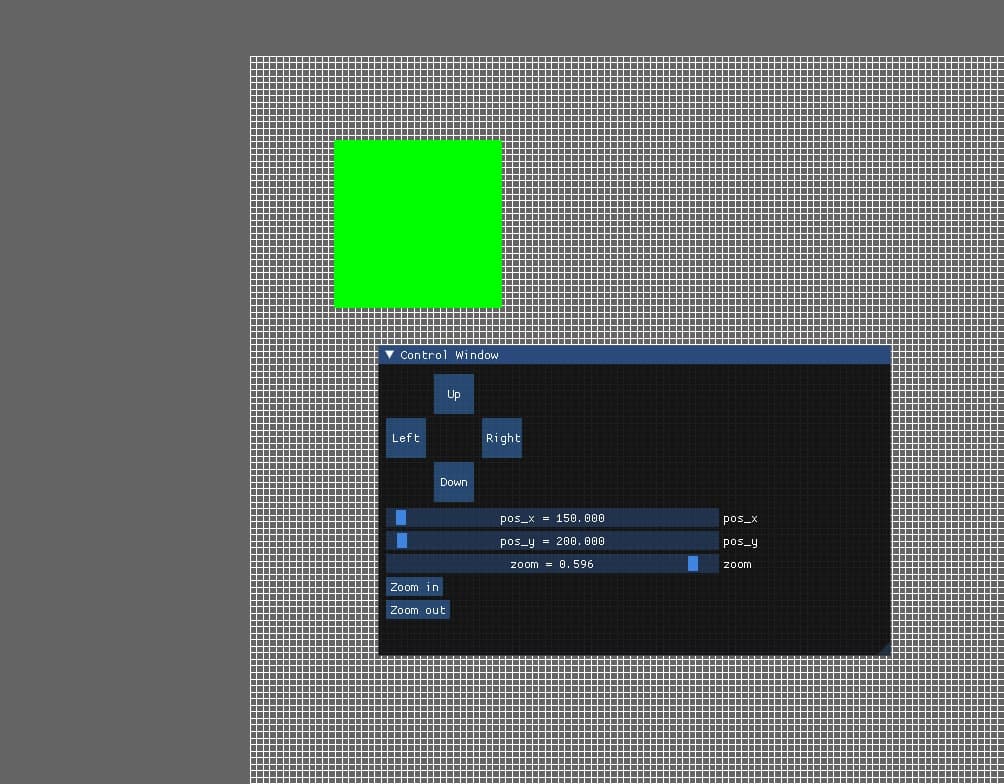 Control Window
Up
Left Right
Down
pos_x = 150.000 pos_x
pos_y = 200.000 pos_y
zoom = 0.596 zoom
Zoom in
Zoom out